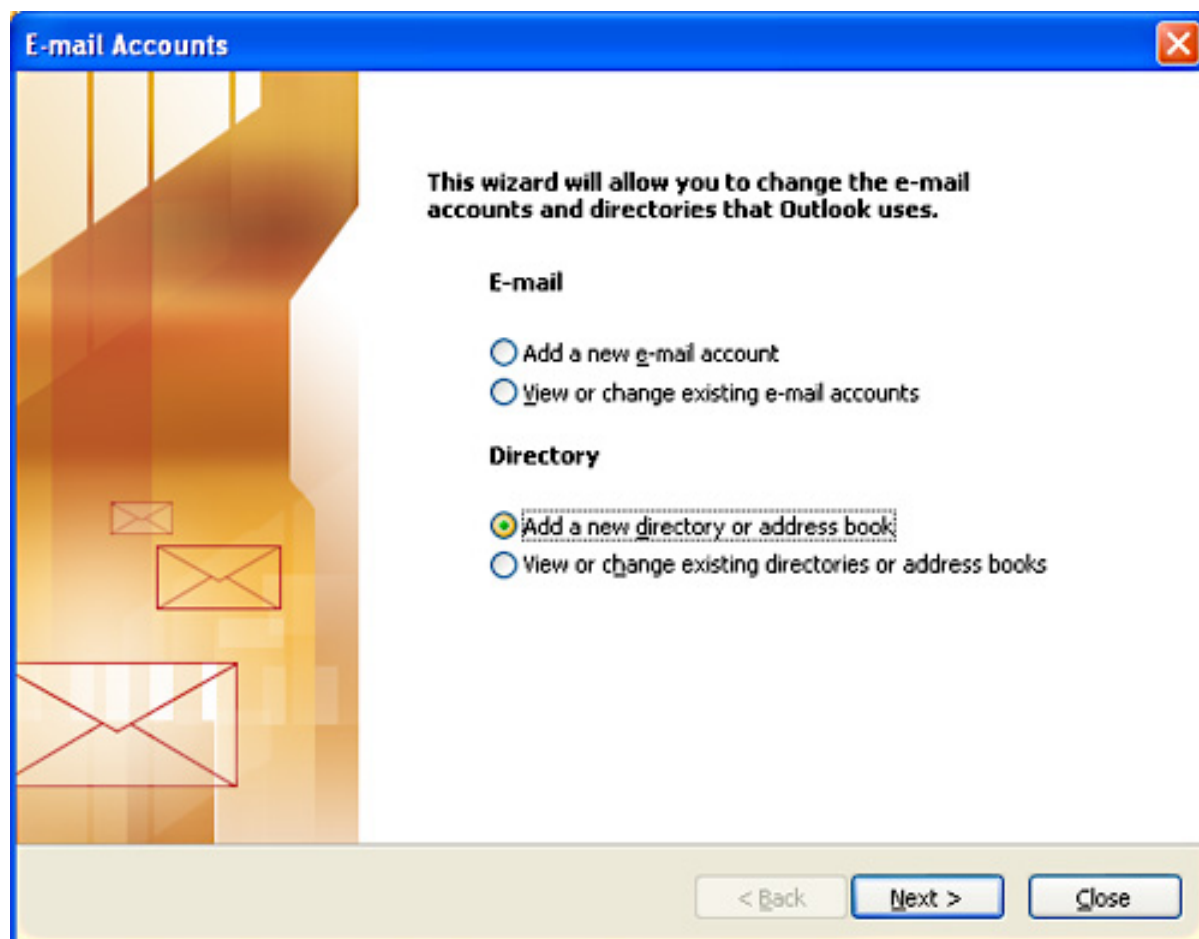 E-mail Accounts
This wizard will allow you to change the e-mail
accounts and directories that Outlook uses.
E-mail
Add a new e-mail account
View or change existing e-mail accounts
Directory
Add a new directory or address book
View or change existing directories or address books
< Back Next > Close